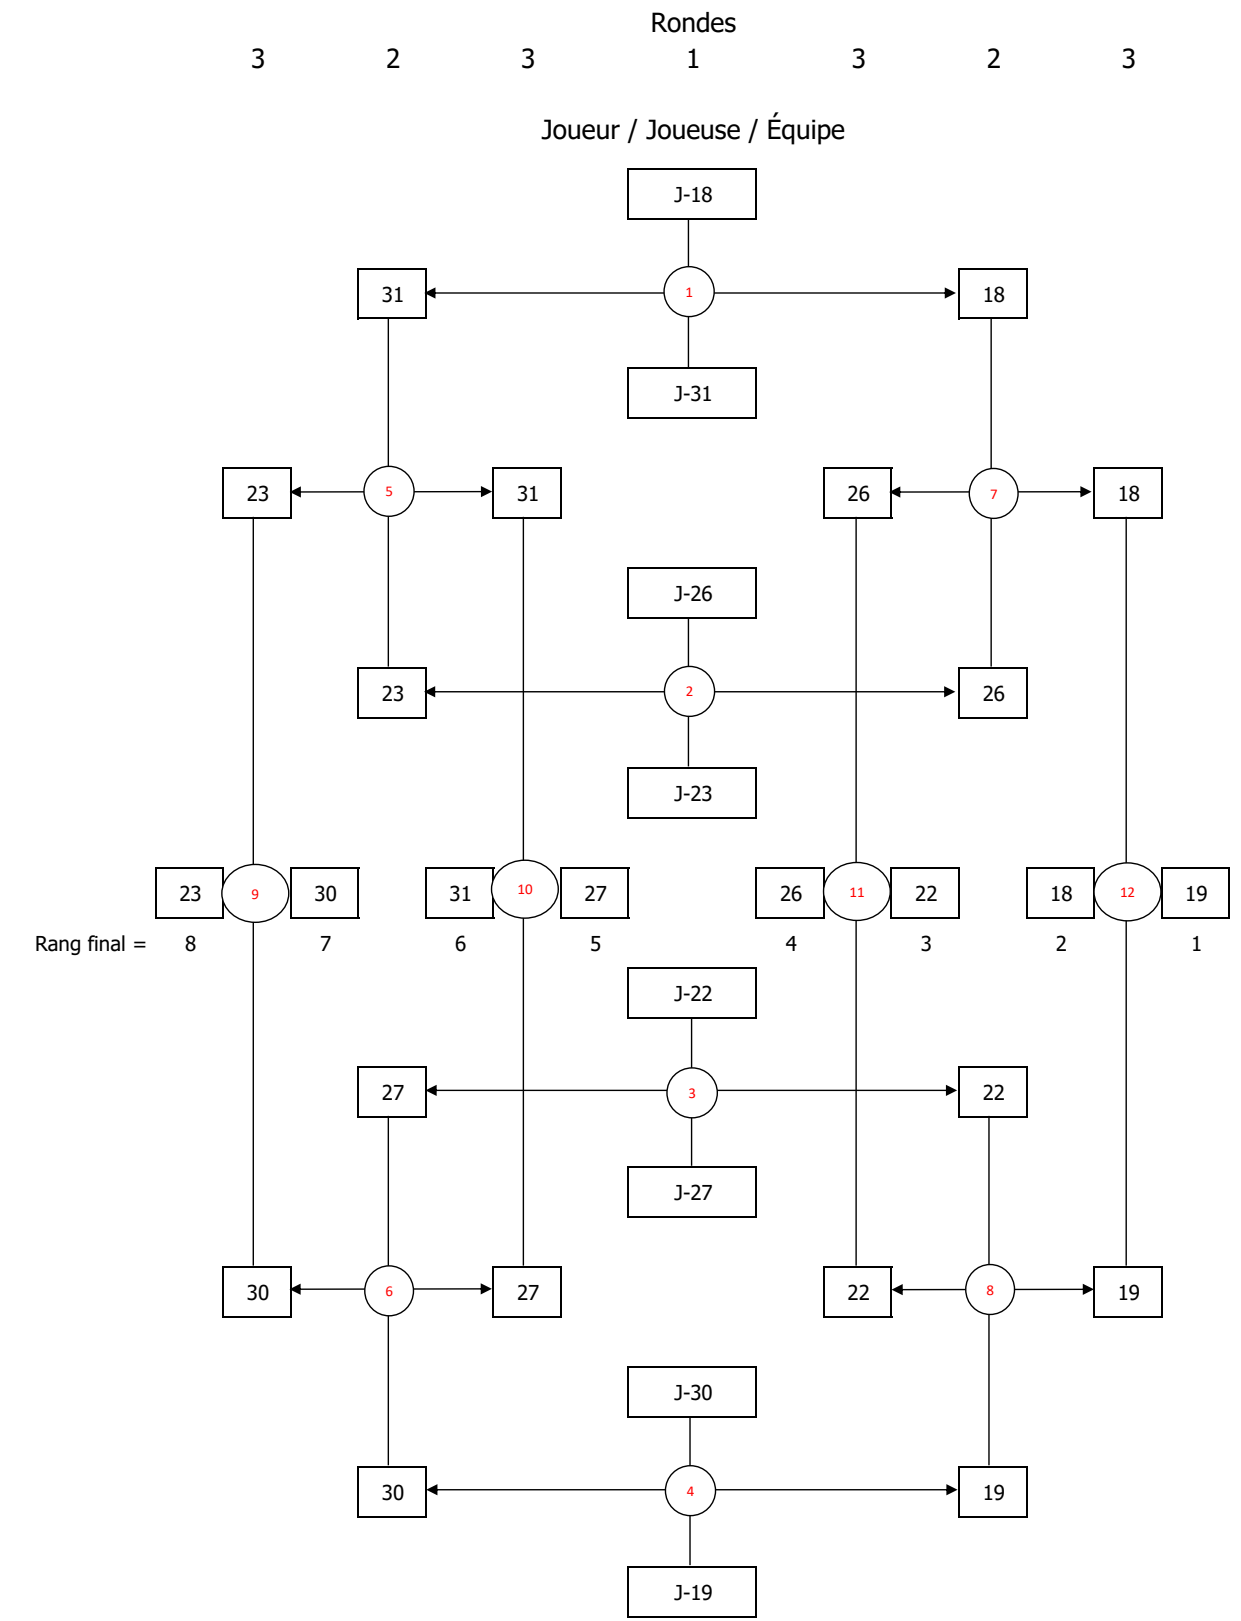 Rondes
3 2 3 1 3 2 3
Joueur / Joueuse / Équipe
J-18
31 1 18
J-31
23 5 31 26 7 18
J-26
23 2 26
J-23
23 9 30 31 10 27 26 11 22 18 12 19
Rang final = 8 7 6 5 4 3 2 1
J-22
27 3 22
J-27
30 6 27 22 8 19
J-30
30 4 19
J-19